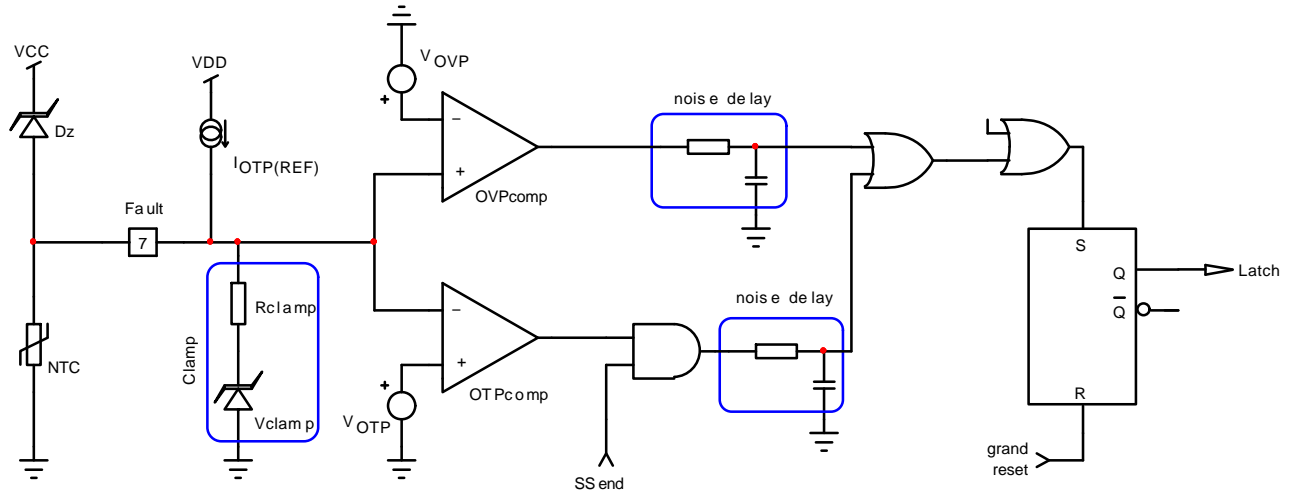 VCC
VDD
V OVP
Dz
I OTP(REF)
noise delay
−
+
+
OVPcomp
Fault
7
Clamp
Rclamp
Vclamp
NTC
−
+
+
OTPcomp
V OTP
SS end
noise delay
S
Q
Q
R
Latch
grand
reset